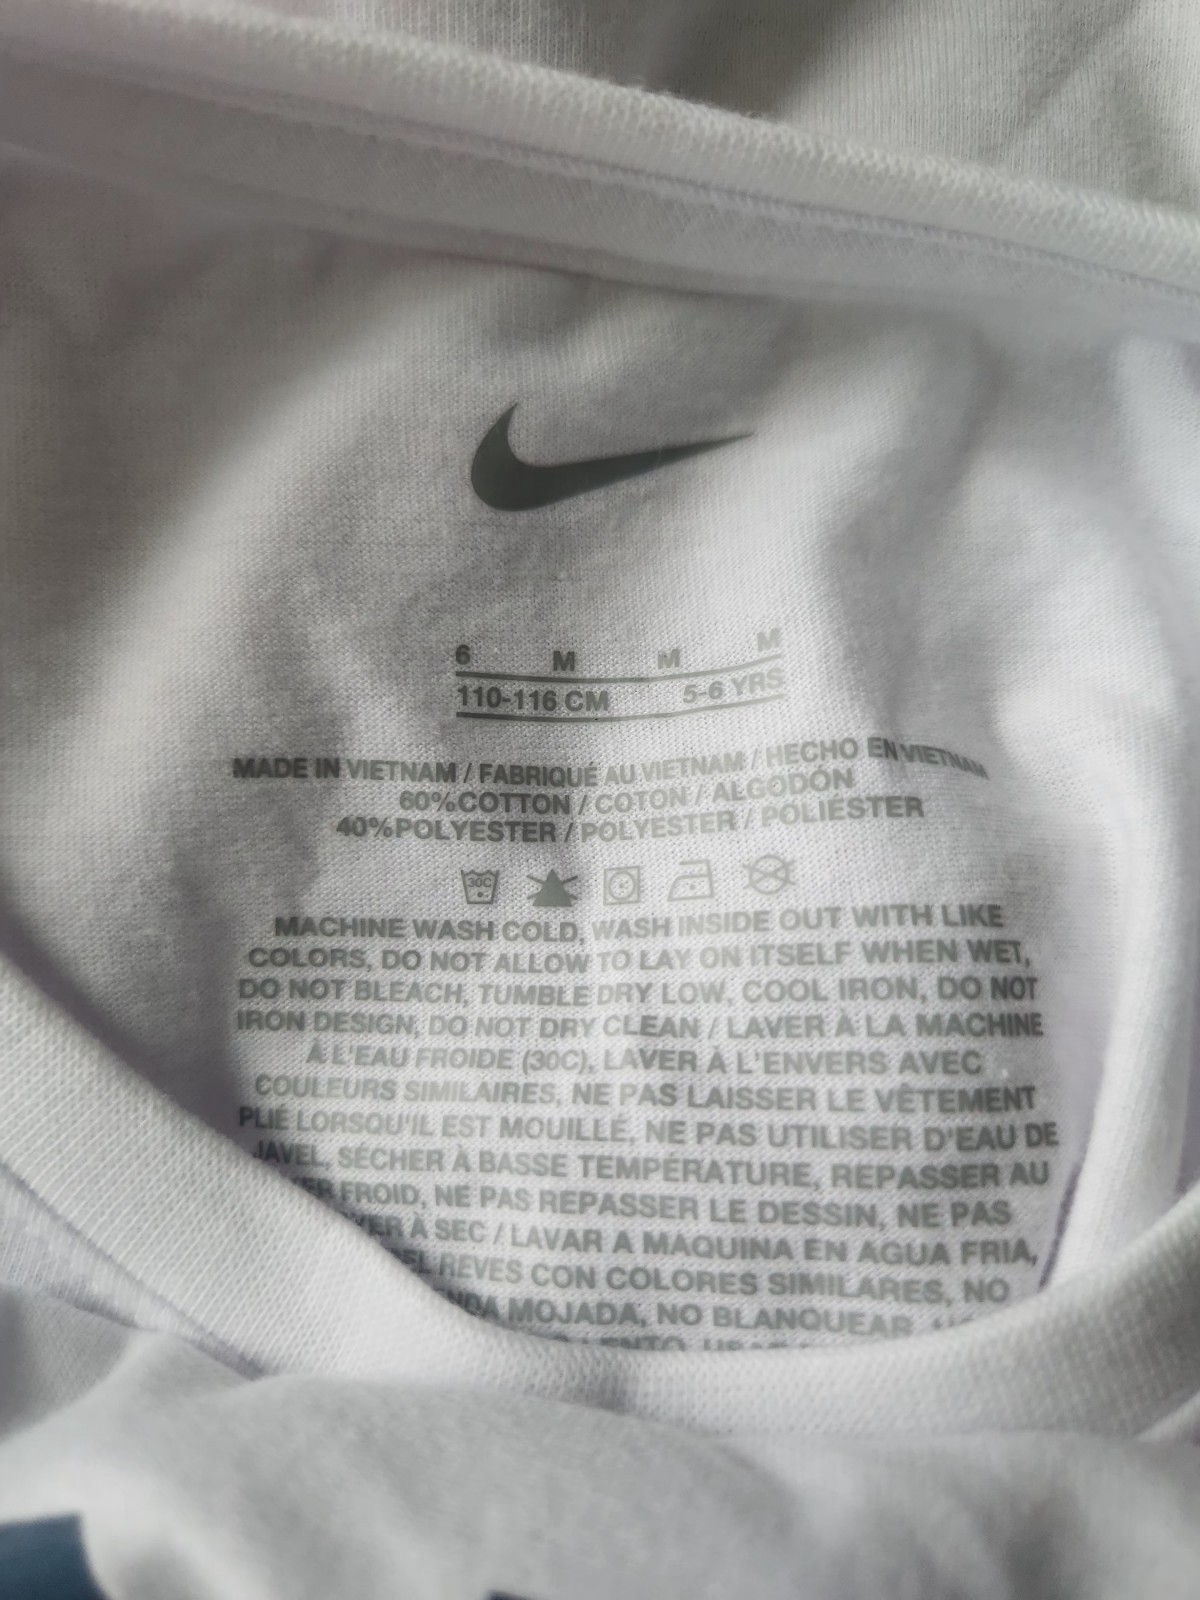 6 M M M
110-116 CM 5-6 YRS
MADE IN VIETNAM / FABRIQUÉ AU VIETNAM / HECHO EN VIETNAM
60%COTTON / COTON / ALGODÓN
40%POLYESTER / POLYESTER / POLIÉSTER
30C
MACHINE WASH COLD, WASH INSIDE OUT WITH LIKE
COLORS, DO NOT ALLOW TO LAY ON ITSELF WHEN WET,
DO NOT BLEACH, TUMBLE DRY LOW, COOL IRON, DO NOT
IRON DESIGN, DO NOT DRY CLEAN / LAVER À LA MACHINE
À L'EAU FROIDE (30C), LAVER À L'ENVERS AVEC
COULEURS SIMILAIRES, NE PAS LAISSER LE VÊTEMENT
PLIÉ LORSQU'IL EST MOUILLÉ, NE PAS UTILISER D'EAU DE
JAVEL, SÉCHER À BASSE TEMPÉRATURE, REPASSER AU
FROID, NE PAS REPASSER LE DESSIN, NE PAS
À SEC / LAVAR A MAQUINA EN AGUA FRIA,
REVES CON COLORES SIMILARES, NO
MOJADA, NO BLANQUEAR,